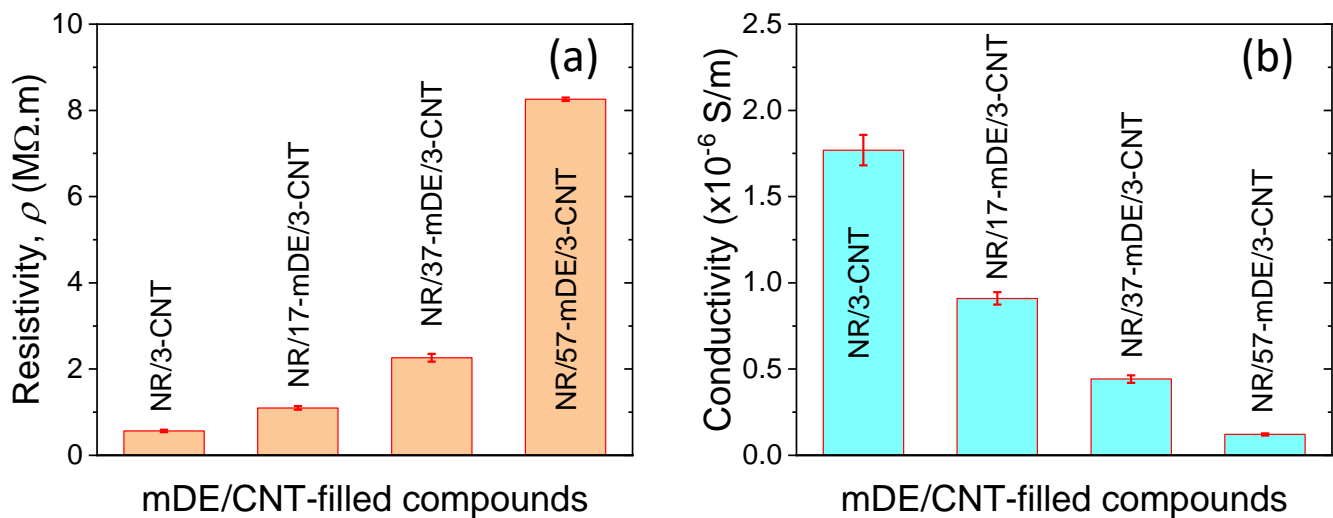 (a)
Resistivity, ρ (MΩ.m)
10
8
6
4
2
0
NR/3-CNT
NR/17-mDE/3-CNT
NR/37-mDE/3-CNT
NR/57-mDE/3-CNT
mDE/CNT-filled compounds
(b)
Conductivity (x10⁻⁶ S/m)
2.5
2.0
1.5
1.0
0.5
0.0
NR/3-CNT
NR/17-mDE/3-CNT
NR/37-mDE/3-CNT
NR/57-mDE/3-CNT
mDE/CNT-filled compounds